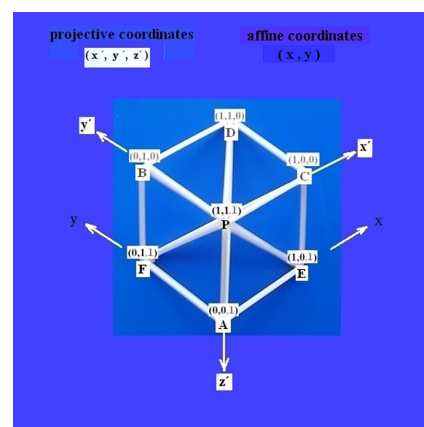 projective coordinates affine coordinates
(x´, y´, z´) (x, y)
(1,1,0)
D
y´
x´
(0,1,0) (1,0,0)
B C
(1,1,1)
P
y x
(0,1,1) (1,0,1)
F E
(0,0,1)
A
z´